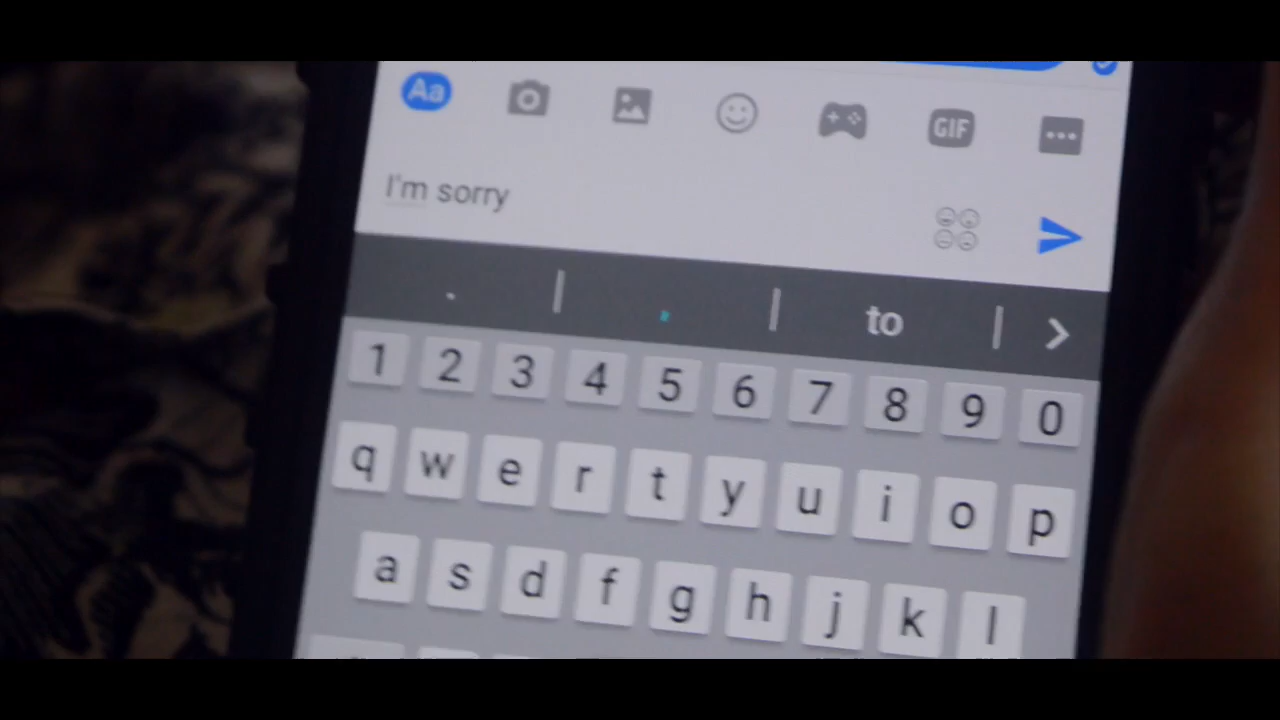 Aa
GIF
I'm sorry
. . to
1 2 3 4 5 6 7 8 9 0
q w e r t y u i o p
a s d f g h j k l